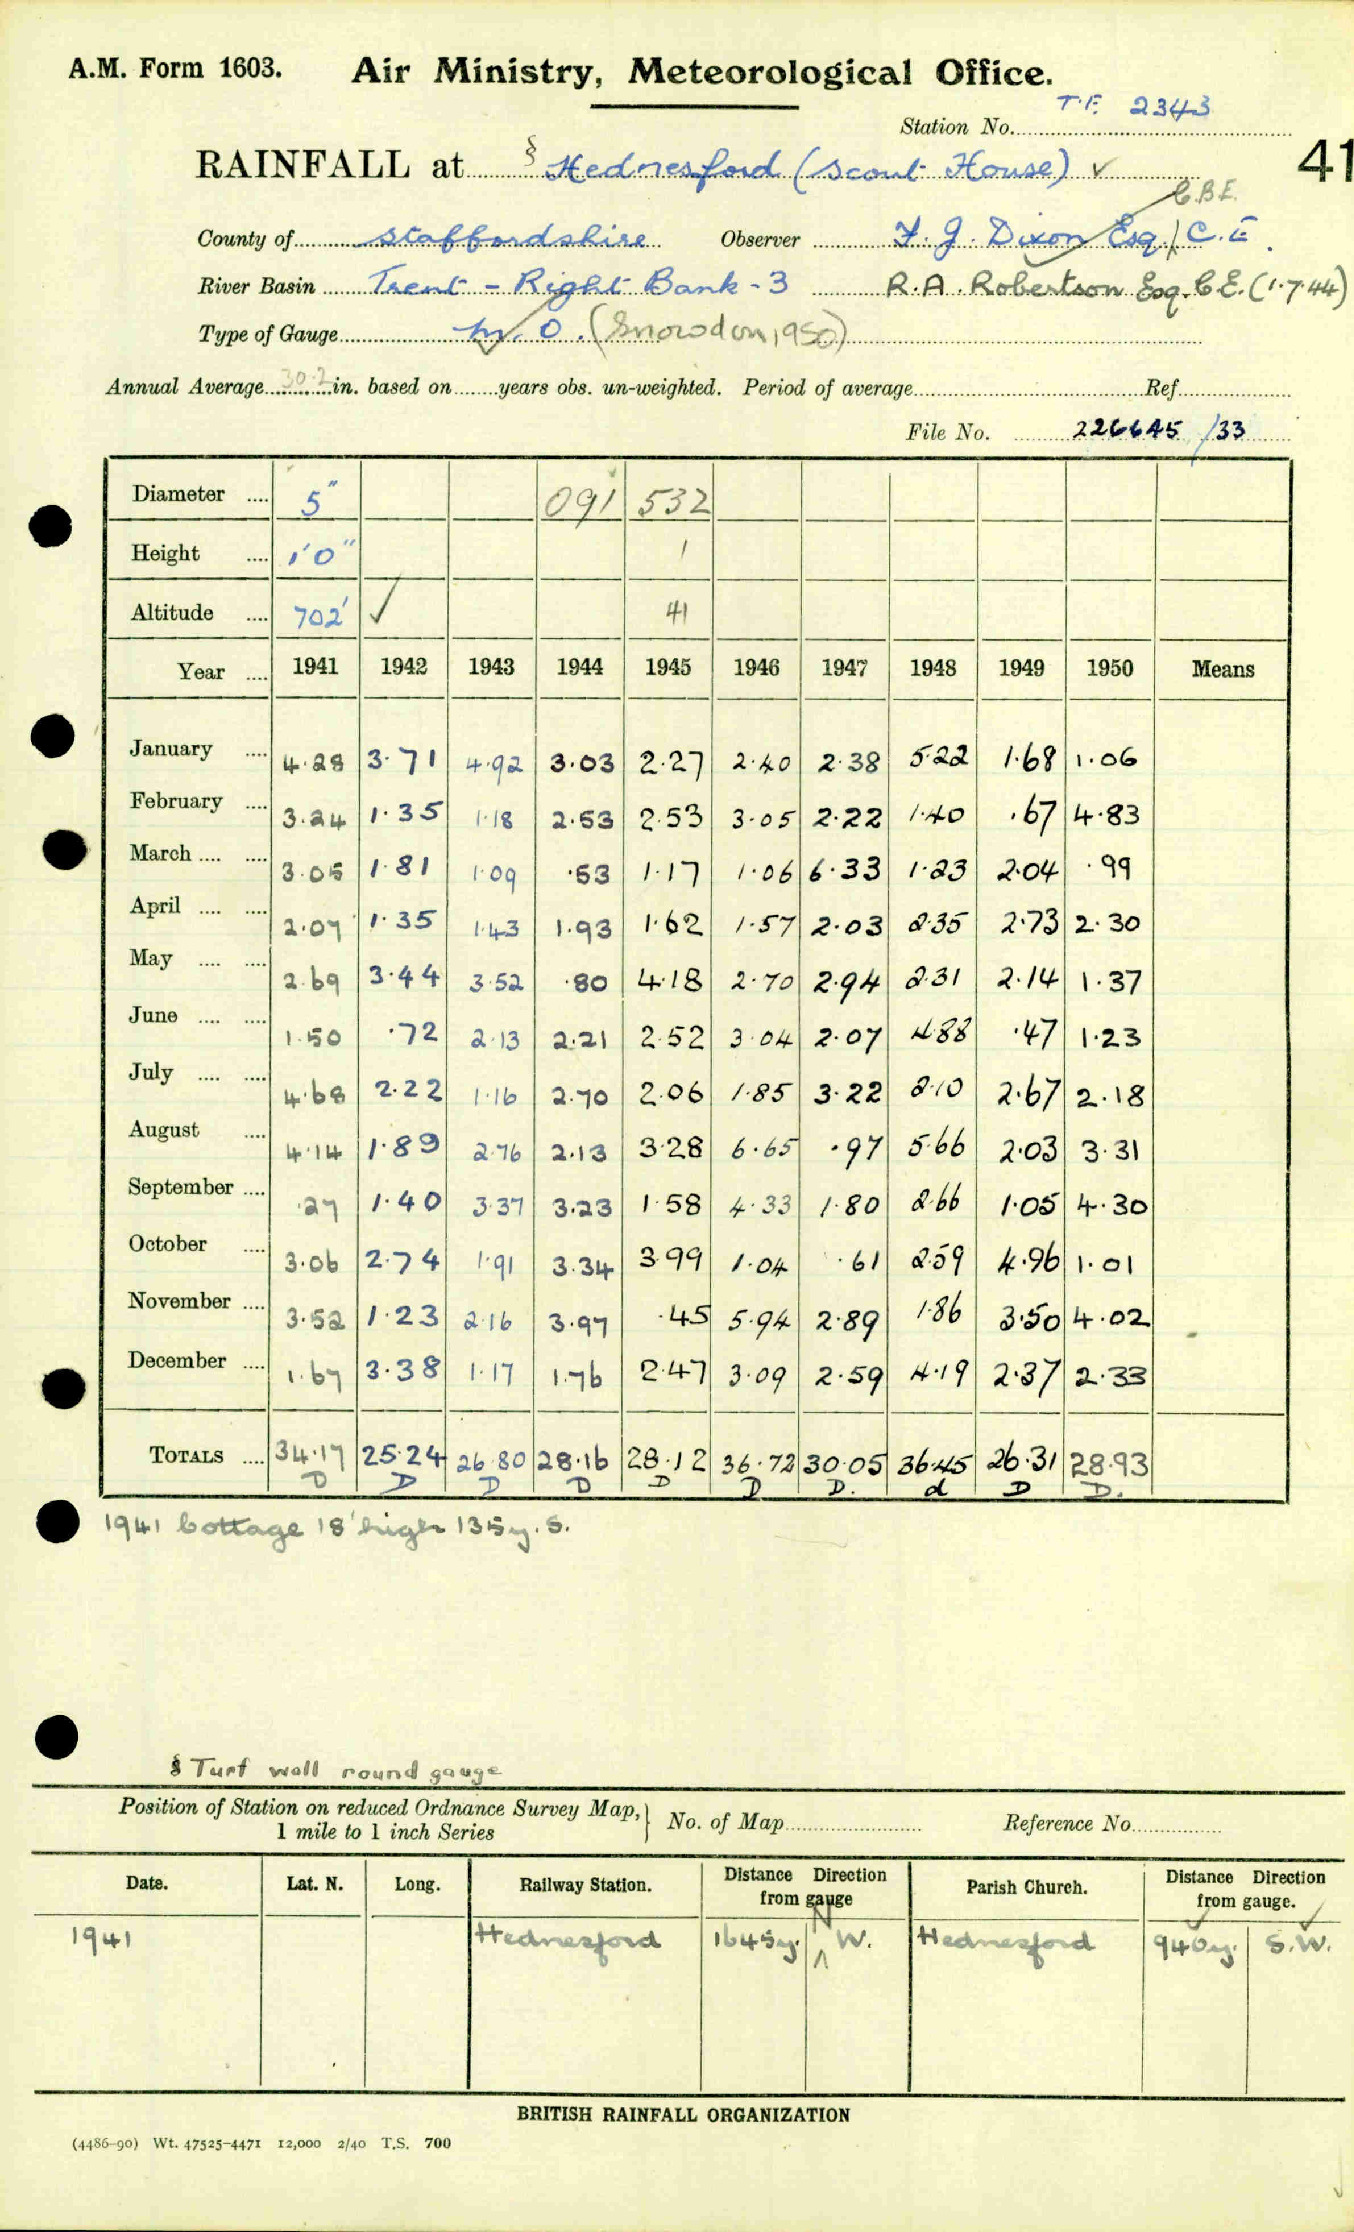 A.M. Form 1603. Air Ministry, Meteorological Office.
Station No. T.F. 2343
RAINFALL at § Hednesford (Scout House) ✓
41
C.B.E.
County of Staffordshire Observer F. J. Dixon Esq. C.E.
River Basin Trent - Right Bank - 3 R.A. Robertson Esq. C.E. (1.7.44)
Type of Gauge M.O. (Snowdon, 1950)
Annual Average 30.2 in. based on years obs. un-weighted. Period of average Ref
File No. 226645/33
Diameter .... 5" 091 532
Height .... 1'0" 1
Altitude .... 702' ✓ 41
Year .... 1941 1942 1943 1944 1945 1946 1947 1948 1949 1950 Means
January .... 4.28 3.71 4.92 3.03 2.27 2.40 2.38 5.22 1.68 1.06
February .... 3.24 1.35 1.18 2.53 2.53 3.05 2.22 1.40 .67 4.83
March .... .... 3.05 1.81 1.09 .53 1.17 1.06 6.33 1.23 2.04 .99
April .... .... 2.07 1.35 1.43 1.93 1.62 1.57 2.03 2.35 2.73 2.30
May .... .... 2.69 3.44 3.52 .80 4.18 2.70 2.94 2.31 2.14 1.37
June .... .... 1.50 .72 2.13 2.21 2.52 3.04 2.07 4.88 .47 1.23
July .... .... 4.68 2.22 1.16 2.70 2.06 1.85 3.22 2.10 2.67 2.18
August .... 4.14 1.89 2.76 2.13 3.28 6.65 .97 5.66 2.03 3.31
September .... .27 1.40 3.37 3.23 1.58 4.33 1.80 2.66 1.05 4.30
October .... 3.06 2.74 1.91 3.34 3.99 1.04 .61 2.59 4.96 1.01
November .... 3.52 1.23 2.16 3.97 .45 5.94 2.89 1.86 3.50 4.02
December .... 1.67 3.38 1.17 1.76 2.47 3.09 2.59 4.19 2.37 2.33
TOTALS .... 34.17 25.24 26.80 28.16 28.12 36.72 30.05 36.45 26.31 28.93
D D D D D D D. d D D.
1941 Cottage 18' high 135y. S.
§ Turf wall round gauge
Position of Station on reduced Ordnance Survey Map, 1 mile to 1 inch Series } No. of Map Reference No.
Date. Lat. N. Long. Railway Station. Distance Direction from gauge Parish Church. Distance Direction from gauge.
1941 Hednesford 1645y. N W. Hednesford 940y. S.W.
BRITISH RAINFALL ORGANIZATION
(4486-90) Wt. 47525-4471 12,000 2/40 T.S. 700